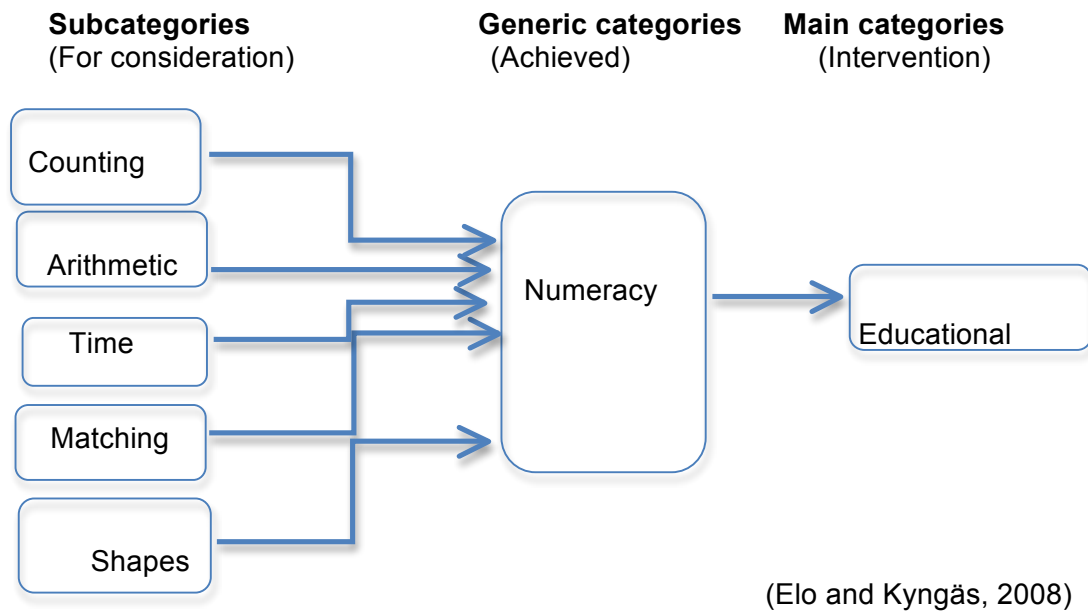 Subcategories
(For consideration)
Generic categories
(Achieved)
Main categories
(Intervention)
Counting
Arithmetic
Time
Matching
Shapes
Numeracy
Educational
(Elo and Kyngäs, 2008)